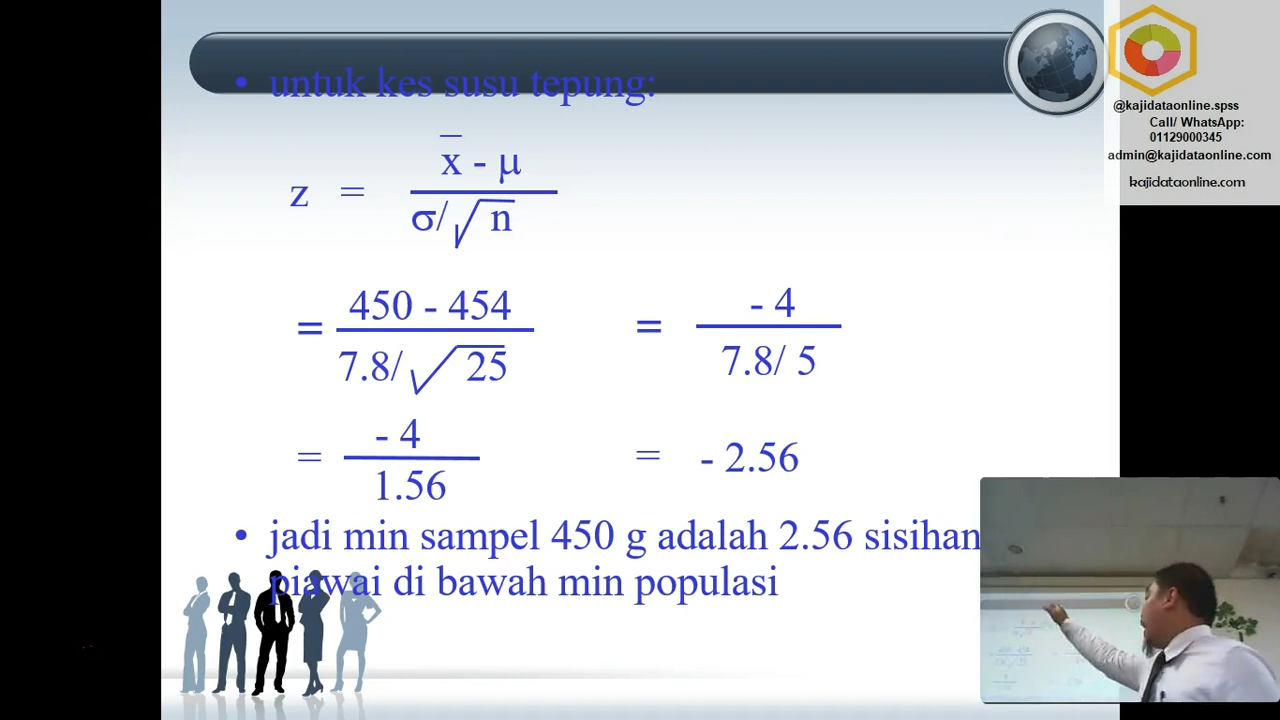 • untuk kes susu tepung:
z = (x̄ - μ) / (σ/√n)
= (450 - 454) / (7.8/√25) = - 4 / (7.8/ 5)
= - 4 / 1.56 = - 2.56
• jadi min sampel 450 g adalah 2.56 sisihan
piawai di bawah min populasi
@kajidataonline.spss
Call/ WhatsApp:
01129000345
admin@kajidataonline.com
kajidataonline.com